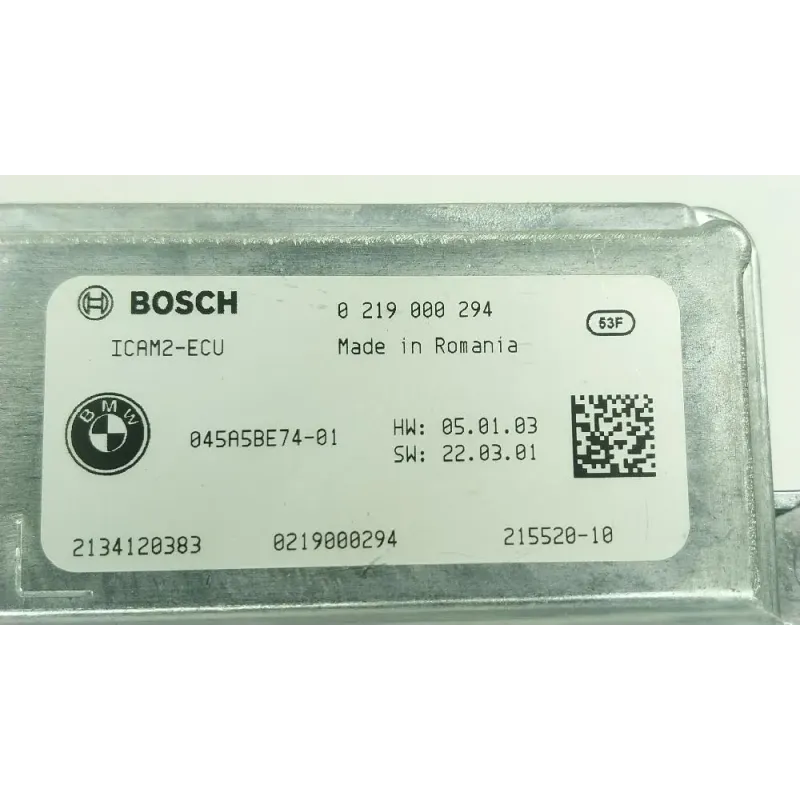 BOSCH 0 219 000 294
53F
ICAM2-ECU Made in Romania
BMW
045A5BE74-01 HW: 05.01.03
SW: 22.03.01
2134120383 0219000294 215520-10